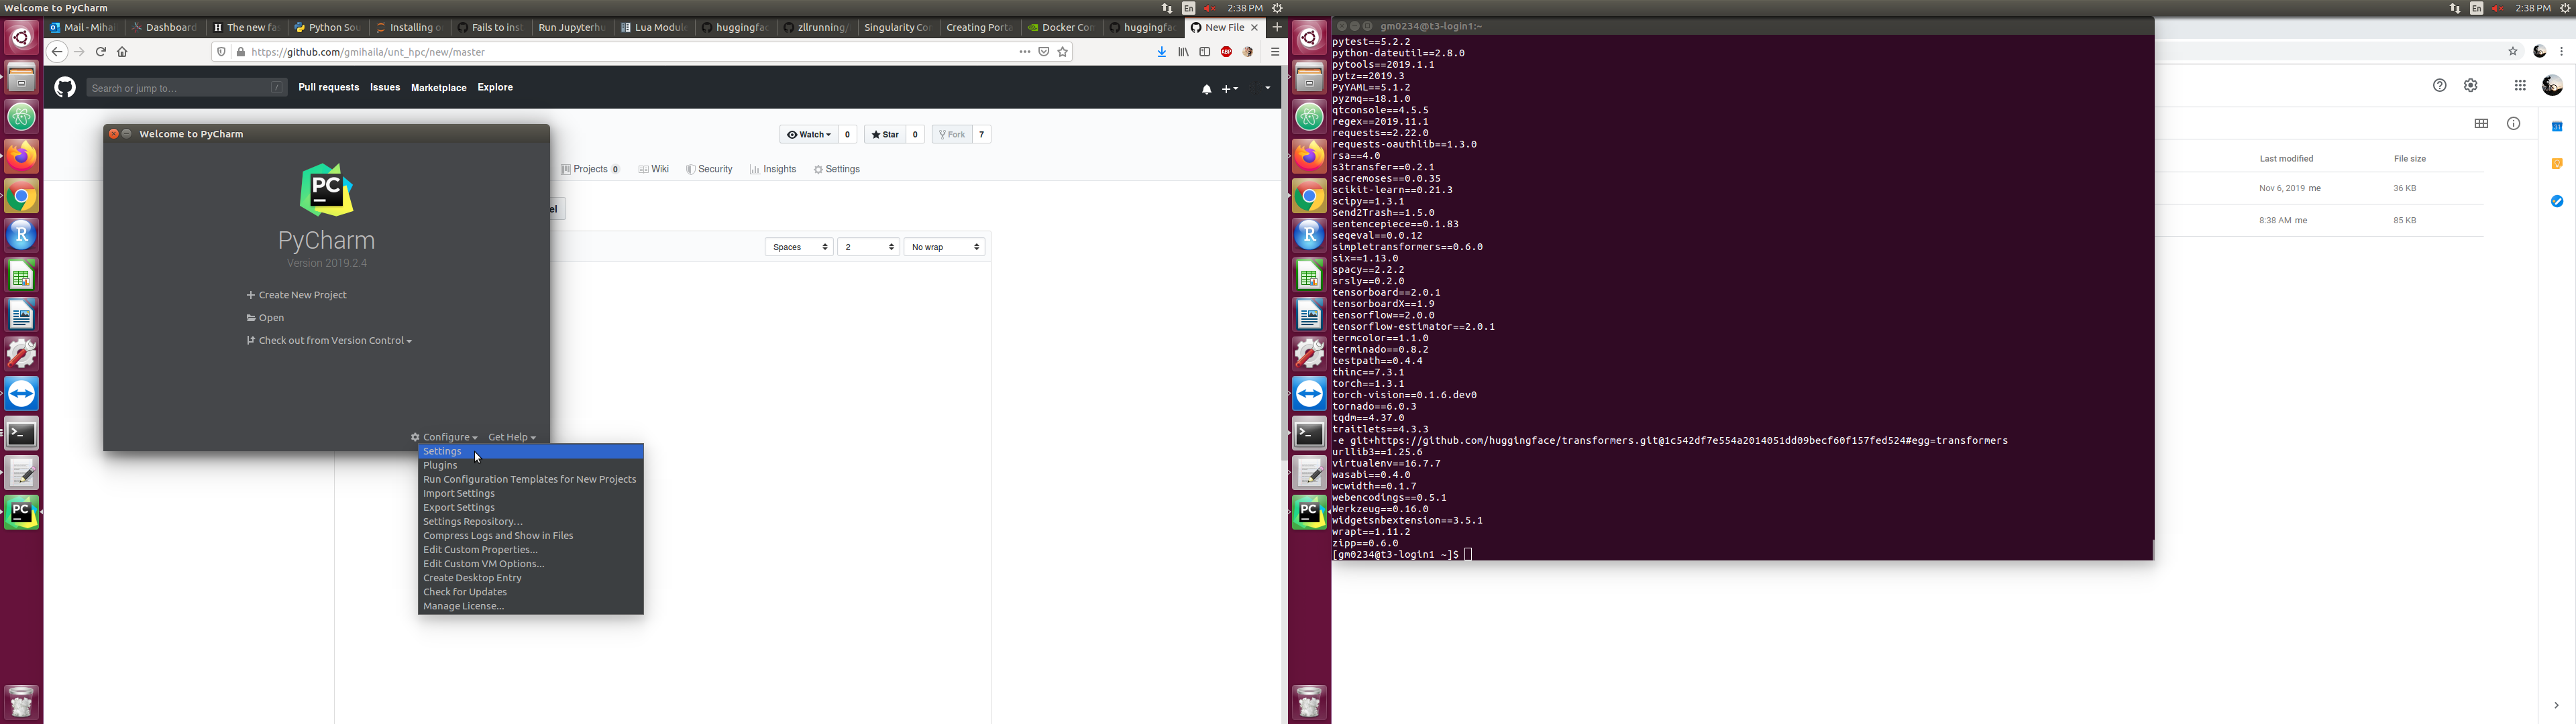 Welcome to PyCharm
En 2:38 PM
Mail - Mihai
Dashboard
The new fas
Python Sou
Installing o
Fails to inst
Run Jupyterhu
Lua Module
huggingfac
zllrunning/
Singularity Co
Creating Porta
Docker Con
huggingfac
New File
https://github.com/gmihaila/unt_hpc/new/master
ABP
Search or jump to…
/
Pull requests Issues Marketplace Explore
Watch 0 Star 0 Fork 7
Projects 0 Wiki Security Insights Settings
el
Spaces 2 No wrap
Welcome to PyCharm
PC
PyCharm
Version 2019.2.4
Create New Project
Open
Check out from Version Control
Configure Get Help
Settings
Plugins
Run Configuration Templates for New Projects
Import Settings
Export Settings
Settings Repository...
Compress Logs and Show in Files
Edit Custom Properties...
Edit Custom VM Options...
Create Desktop Entry
Check for Updates
Manage License...
En 2:38 PM
gm0234@t3-login1:~
pytest==5.2.2
python-dateutil==2.8.0
pytools==2019.1.1
pytz==2019.3
PyYAML==5.1.2
pyzmq==18.1.0
qtconsole==4.5.5
regex==2019.11.1
requests==2.22.0
requests-oauthlib==1.3.0
rsa==4.0
s3transfer==0.2.1
sacremoses==0.0.35
scikit-learn==0.21.3
scipy==1.3.1
Send2Trash==1.5.0
sentencepiece==0.1.83
seqeval==0.0.12
simpletransformers==0.6.0
six==1.13.0
spacy==2.2.2
srsly==0.2.0
tensorboard==2.0.1
tensorboardX==1.9
tensorflow==2.0.0
tensorflow-estimator==2.0.1
termcolor==1.1.0
terminado==0.8.2
testpath==0.4.4
thinc==7.3.1
torch==1.3.1
torch-vision==0.1.6.dev0
tornado==6.0.3
tqdm==4.37.0
traitlets==4.3.3
-e git+https://github.com/huggingface/transformers.git@1c542df7e554a2014051dd09becf60f157fed524#egg=transformers
urllib3==1.25.6
virtualenv==16.7.7
wasabi==0.4.0
wcwidth==0.1.7
webencodings==0.5.1
Werkzeug==0.16.0
widgetsnbextension==3.5.1
wrapt==1.11.2
zipp==0.6.0
[gm0234@t3-login1 ~]$
Last modified File size
Nov 6, 2019 me 36 KB
8:38 AM me 85 KB